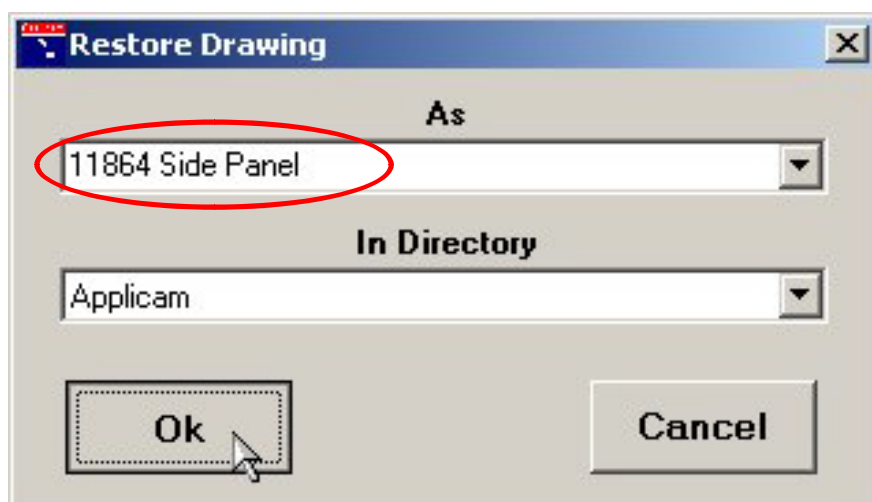 Restore Drawing
As
11864 Side Panel
In Directory
Applicam
Ok
Cancel